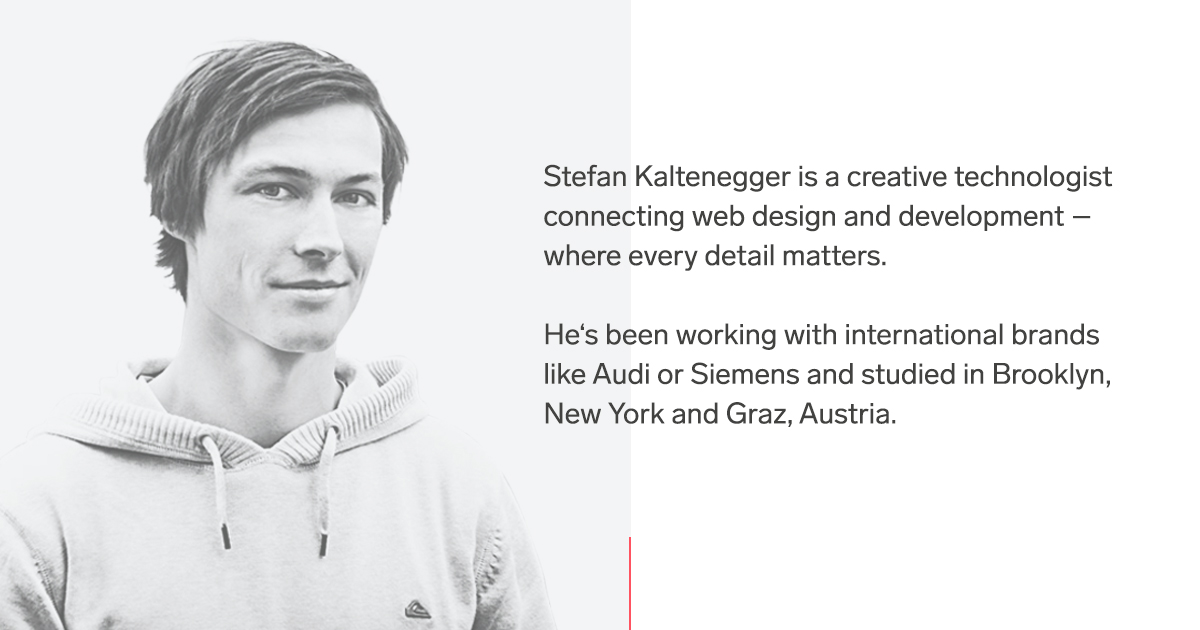 Stefan Kaltenegger is a creative technologist
connecting web design and development –
where every detail matters.
He‘s been working with international brands
like Audi or Siemens and studied in Brooklyn,
New York and Graz, Austria.